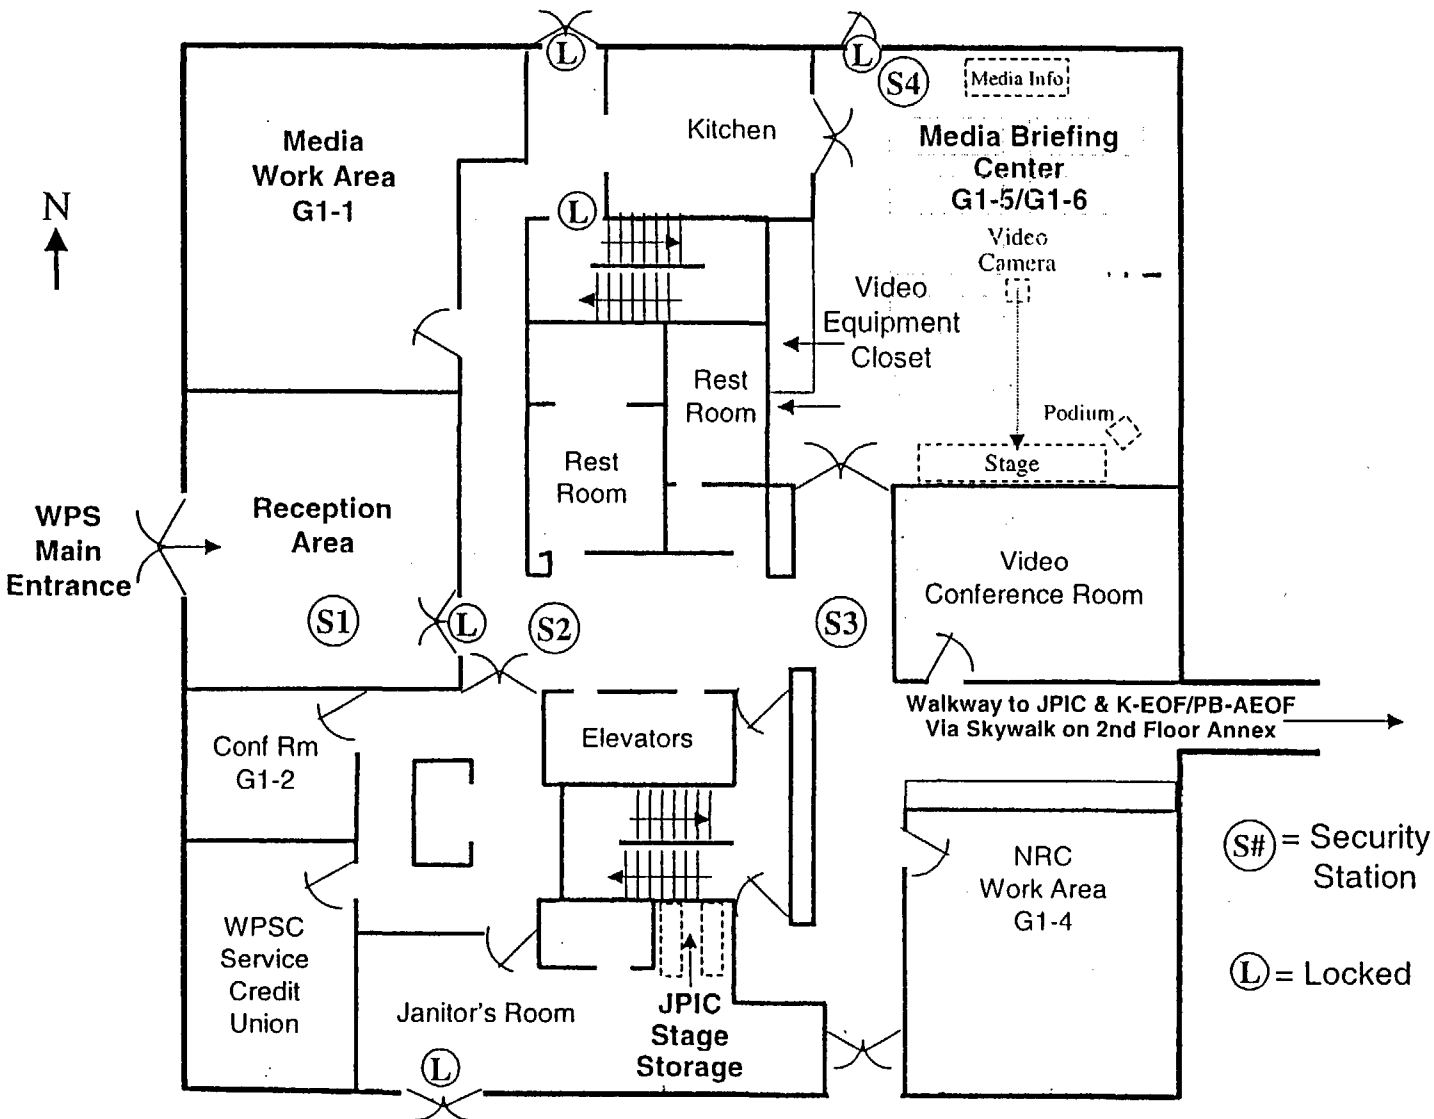 L
L
S4
Media Info
Media
Work Area
G1-1
Kitchen
Media Briefing
Center
G1-5/G1-6
N
L
Video
Camera
Video
Equipment
Closet
Rest
Room
Podium
Stage
Rest
Room
WPS
Main
Entrance
Reception
Area
Video
Conference Room
S1
L
S2
S3
Walkway to JPIC & K-EOF/PB-AEOF
Via Skywalk on 2nd Floor Annex
Conf Rm
G1-2
Elevators
NRC
Work Area
G1-4
S# = Security
Station
WPSC
Service
Credit
Union
L = Locked
Janitor's Room
JPIC
Stage
Storage
L